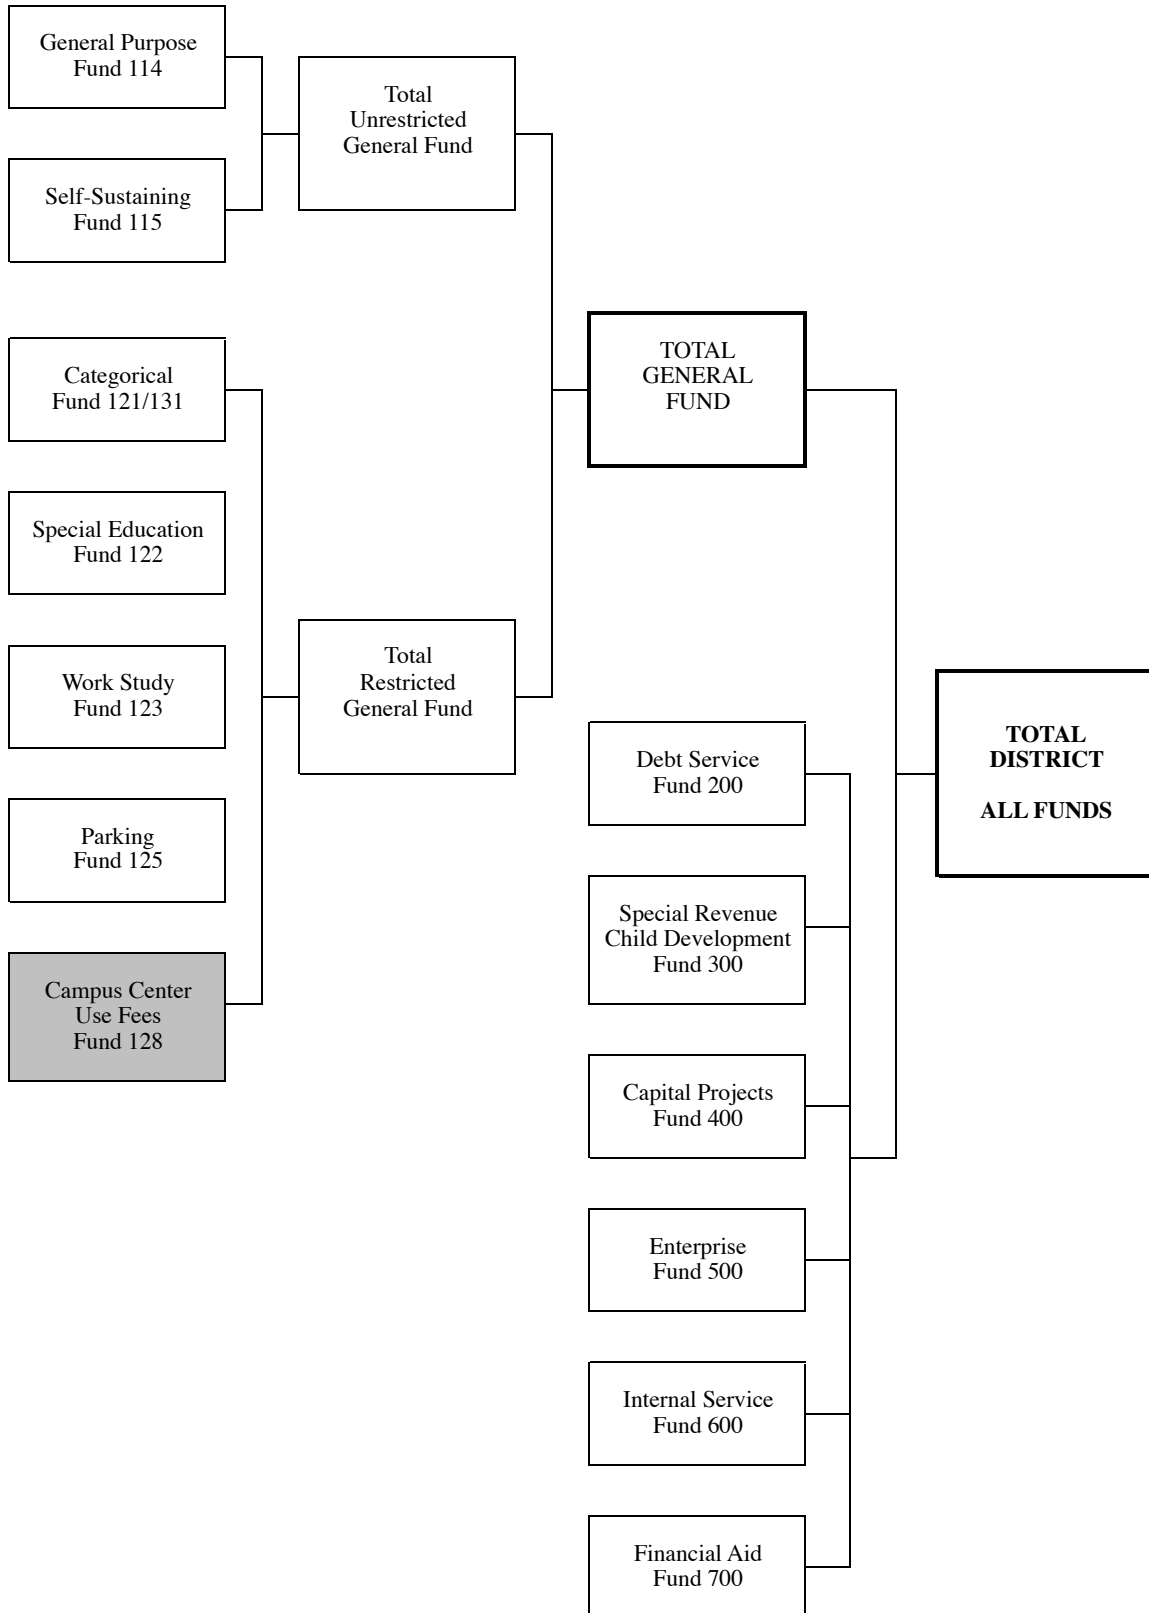 General Purpose
Fund 114
Self-Sustaining
Fund 115
Categorical
Fund 121/131
Special Education
Fund 122
Work Study
Fund 123
Parking
Fund 125
Campus Center
Use Fees
Fund 128
Total
Unrestricted
General Fund
Total
Restricted
General Fund
TOTAL
GENERAL
FUND
Debt Service
Fund 200
Special Revenue
Child Development
Fund 300
Capital Projects
Fund 400
Enterprise
Fund 500
Internal Service
Fund 600
Financial Aid
Fund 700
TOTAL
DISTRICT
ALL FUNDS